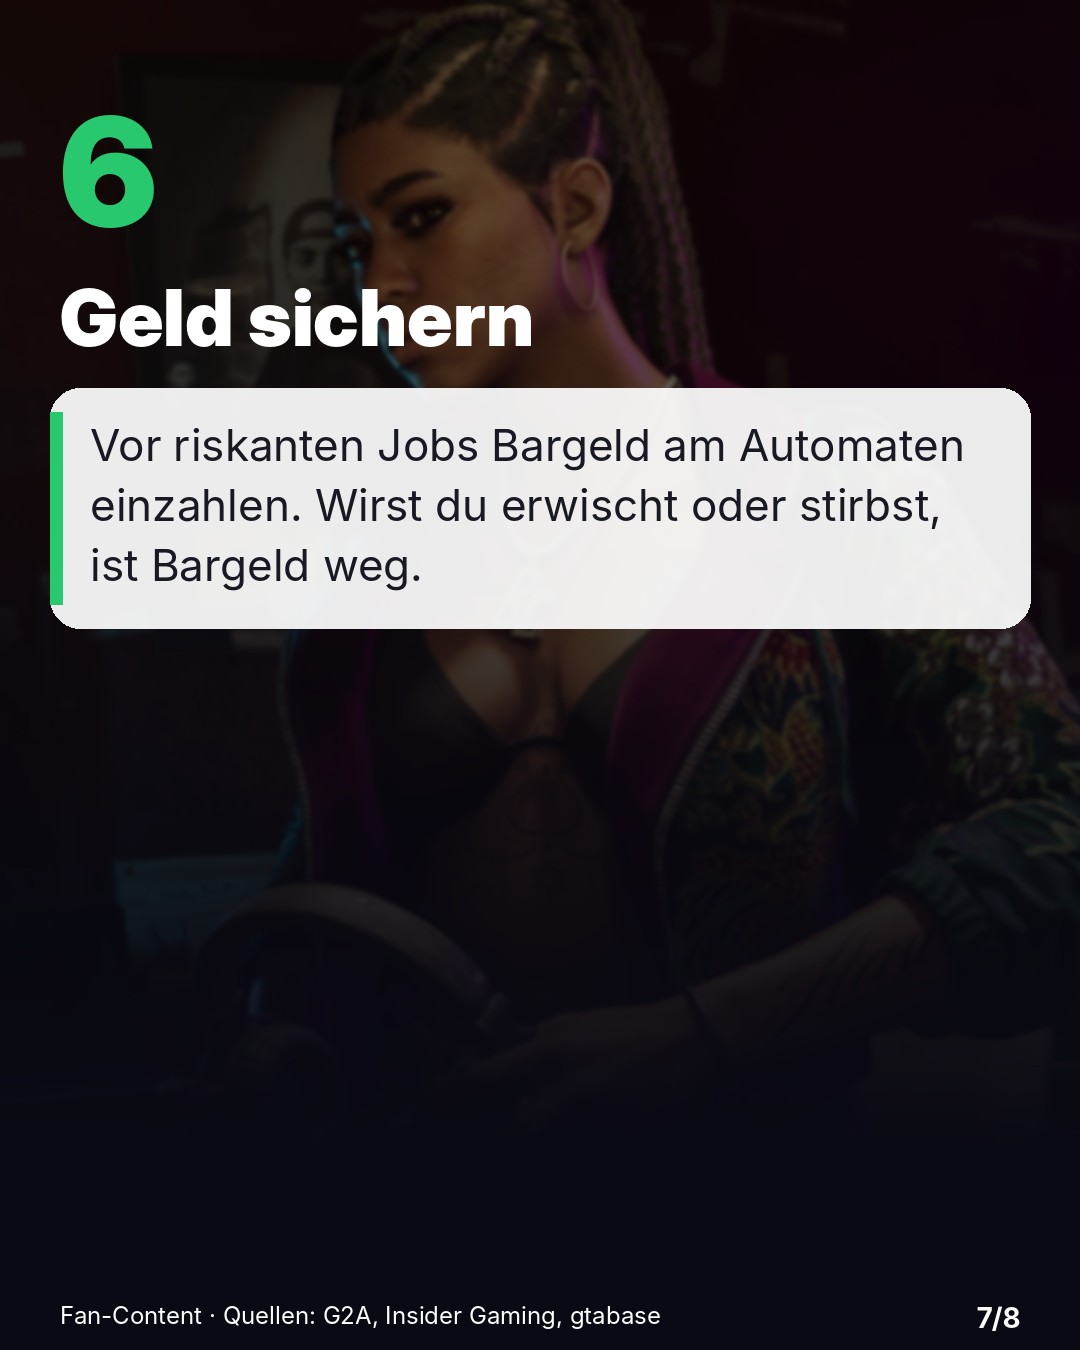 6
Geld sichern
Vor riskanten Jobs Bargeld am Automaten
einzahlen. Wirst du erwischt oder stirbst,
ist Bargeld weg.
Fan-Content · Quellen: G2A, Insider Gaming, gtabase
7/8